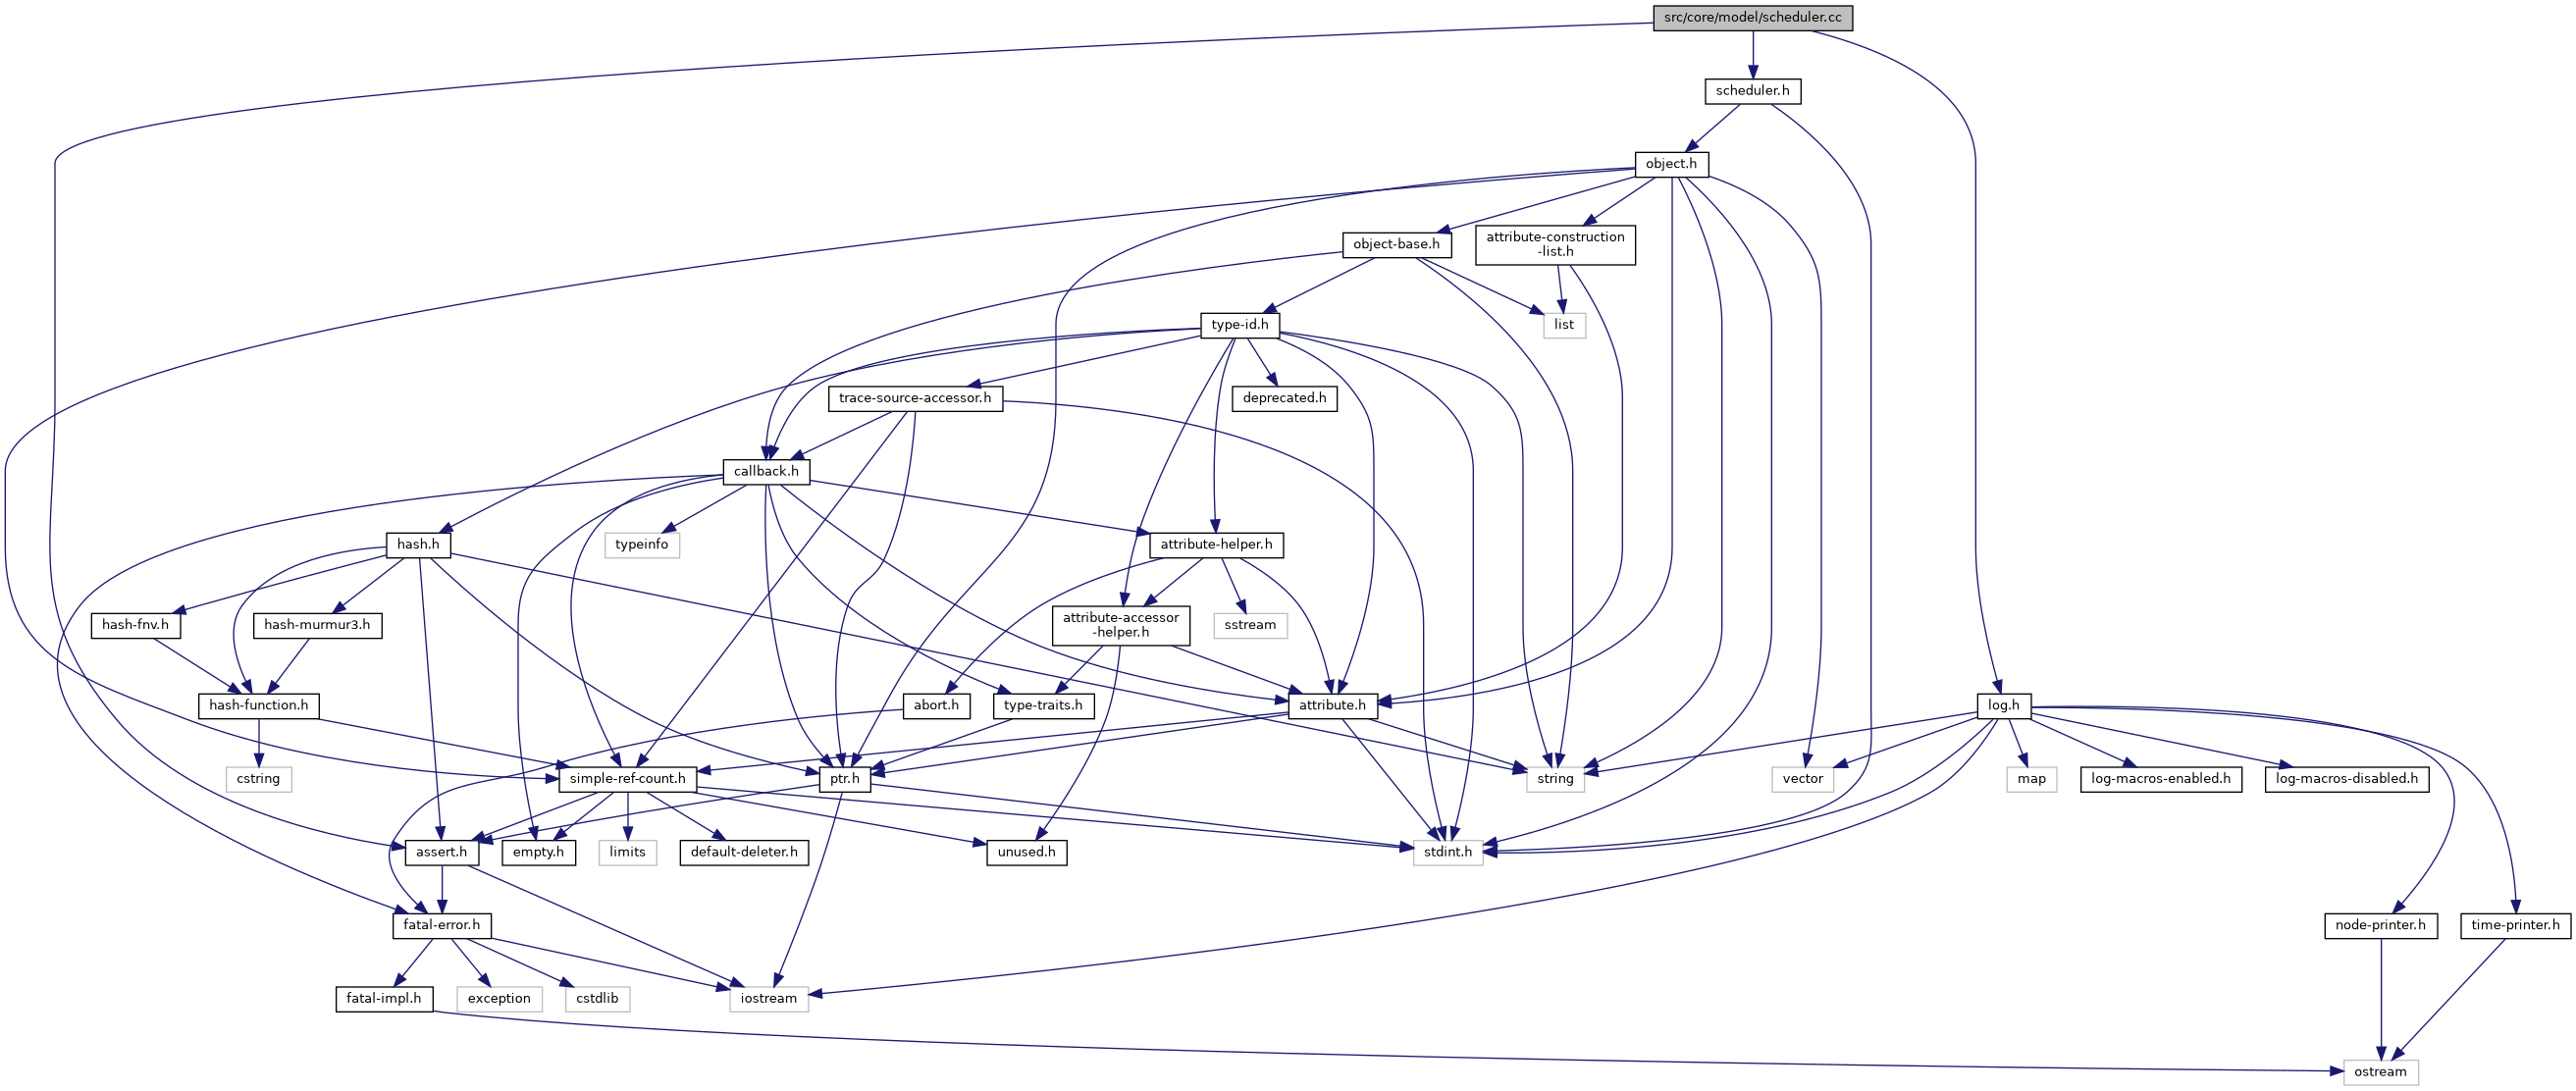 src/core/model/scheduler.cc
scheduler.h
object.h
object-base.h
attribute-construction
-list.h
type-id.h
list
trace-source-accessor.h
deprecated.h
callback.h
hash.h
typeinfo
attribute-helper.h
hash-fnv.h
hash-murmur3.h
attribute-accessor
-helper.h
sstream
hash-function.h
abort.h
type-traits.h
attribute.h
log.h
cstring
simple-ref-count.h
ptr.h
string
vector
map
log-macros-enabled.h
log-macros-disabled.h
assert.h
empty.h
limits
default-deleter.h
unused.h
stdint.h
fatal-error.h
node-printer.h
time-printer.h
fatal-impl.h
exception
cstdlib
iostream
ostream